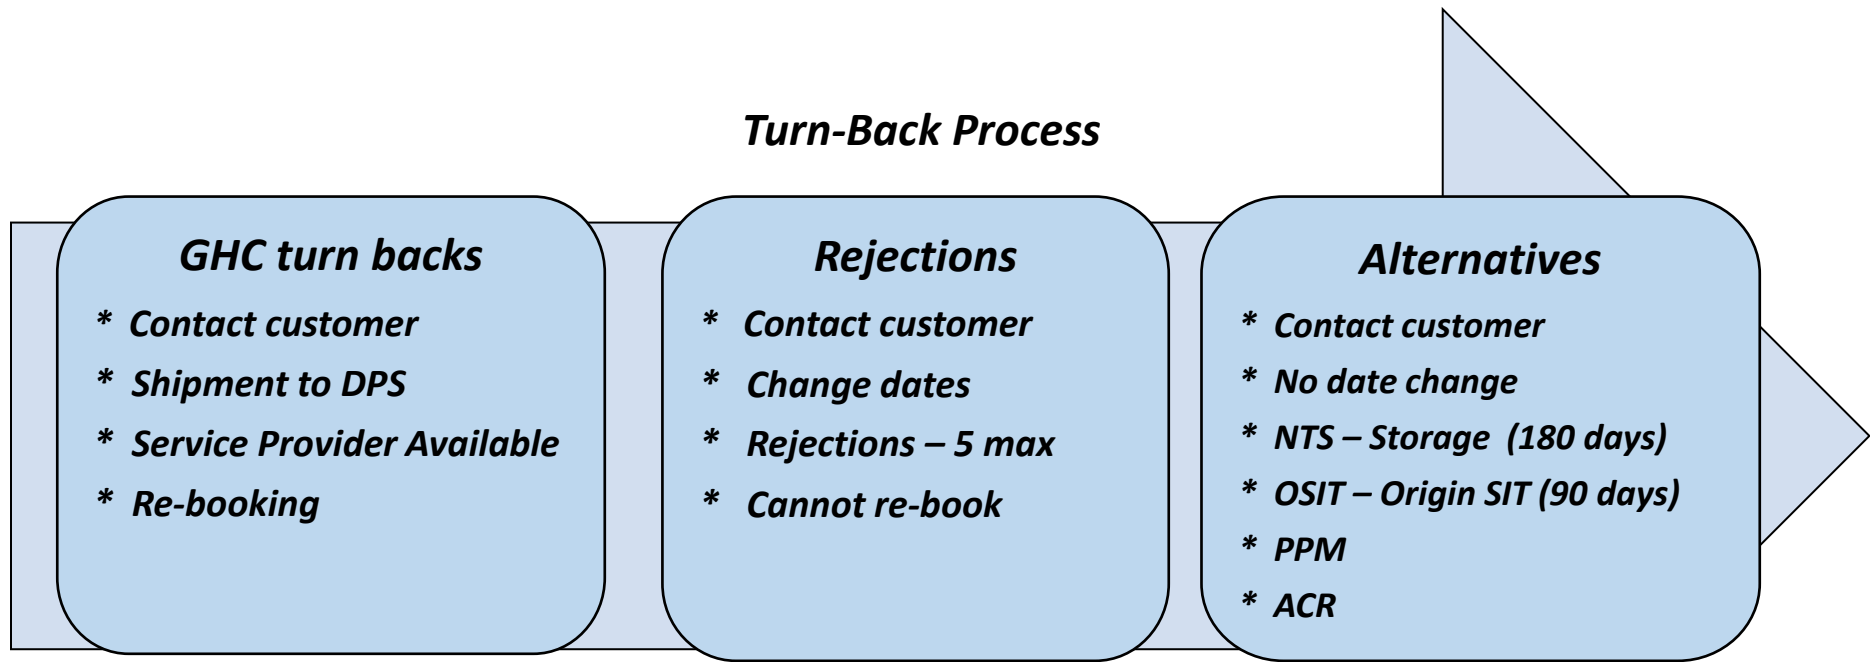 Turn-Back Process
GHC turn backs
* Contact customer
* Shipment to DPS
* Service Provider Available
* Re-booking
Rejections
* Contact customer
* Change dates
* Rejections – 5 max
* Cannot re-book
Alternatives
* Contact customer
* No date change
* NTS – Storage (180 days)
* OSIT – Origin SIT (90 days)
* PPM
* ACR